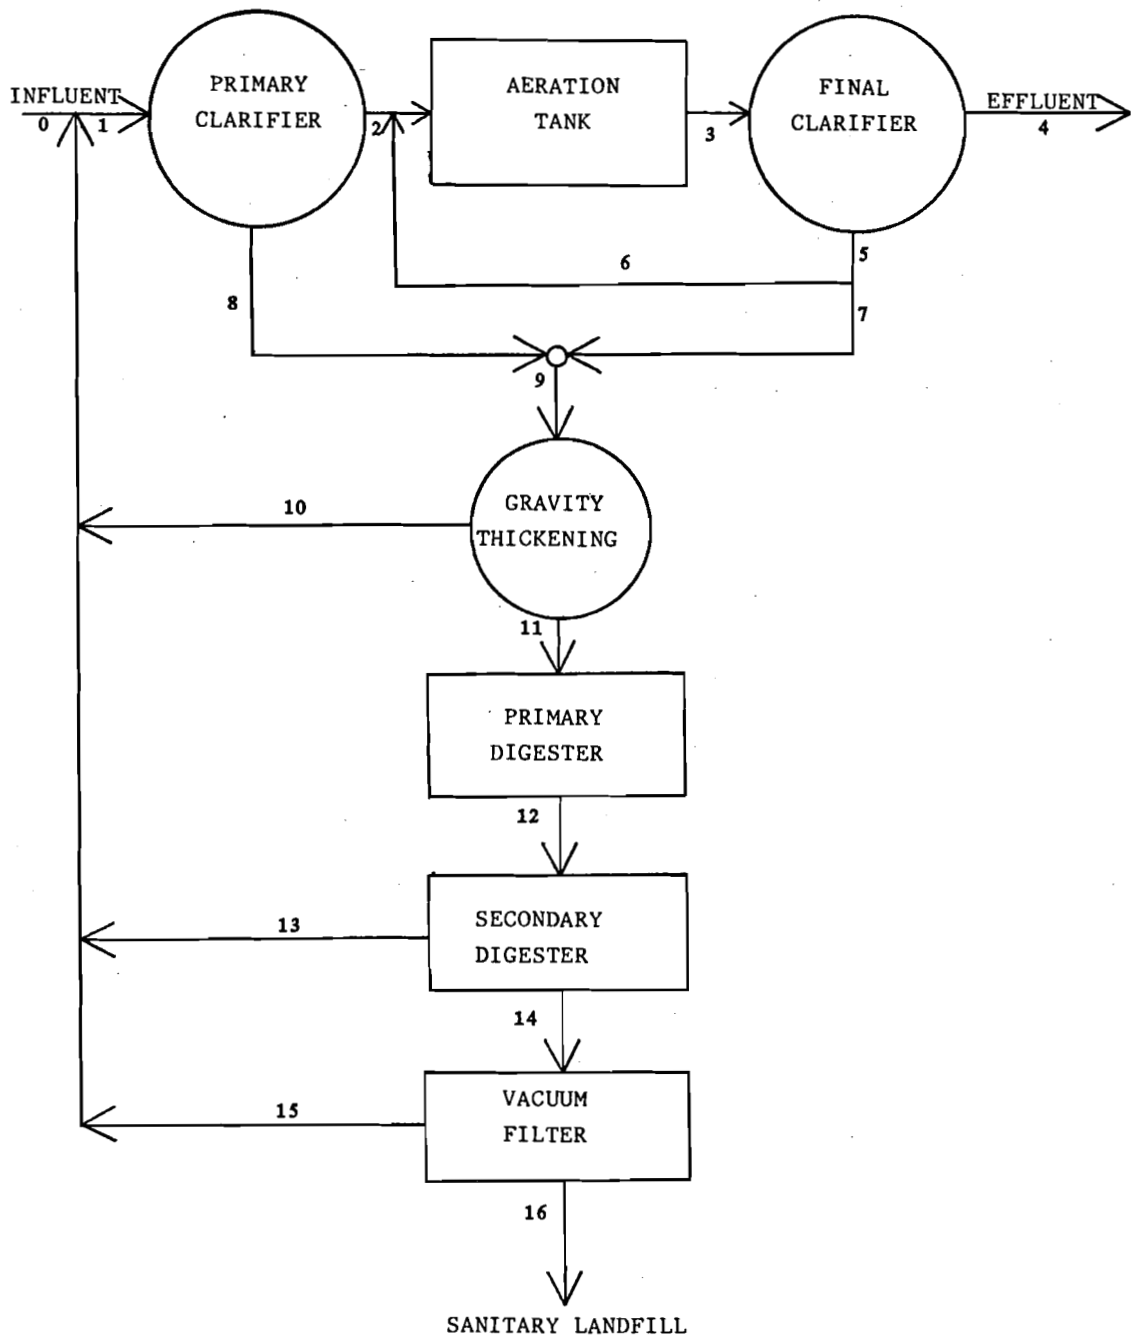 INFLUENT
0
1
PRIMARY
CLARIFIER
2
AERATION
TANK
3
FINAL
CLARIFIER
EFFLUENT
4
5
6
7
8
9
10
GRAVITY
THICKENING
11
PRIMARY
DIGESTER
12
13
SECONDARY
DIGESTER
14
15
VACUUM
FILTER
16
SANITARY LANDFILL